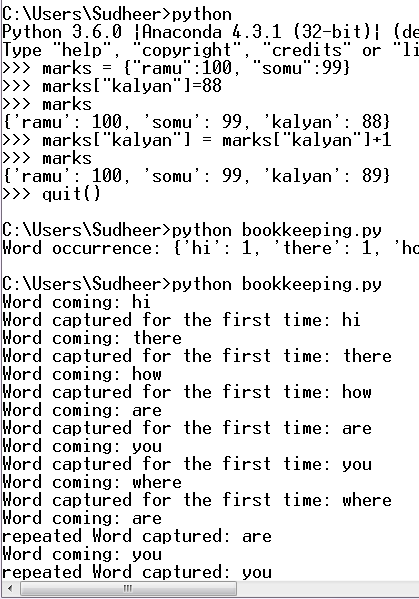 C:\Users\Sudheer>python
Python 3.6.0 |Anaconda 4.3.1 (32-bit)| (de
Type "help", "copyright", "credits" or "li
>>> marks = {"ramu":100, "somu":99}
>>> marks["kalyan"]=88
>>> marks
{'ramu': 100, 'somu': 99, 'kalyan': 88}
>>> marks["kalyan"] = marks["kalyan"]+1
>>> marks
{'ramu': 100, 'somu': 99, 'kalyan': 89}
>>> quit()
C:\Users\Sudheer>python bookkeeping.py
Word occurrence: {'hi': 1, 'there': 1, 'ho
C:\Users\Sudheer>python bookkeeping.py
Word coming: hi
Word captured for the first time: hi
Word coming: there
Word captured for the first time: there
Word coming: how
Word captured for the first time: how
Word coming: are
Word captured for the first time: are
Word coming: you
Word captured for the first time: you
Word coming: where
Word captured for the first time: where
Word coming: are
repeated Word captured: are
Word coming: you
repeated Word captured: you